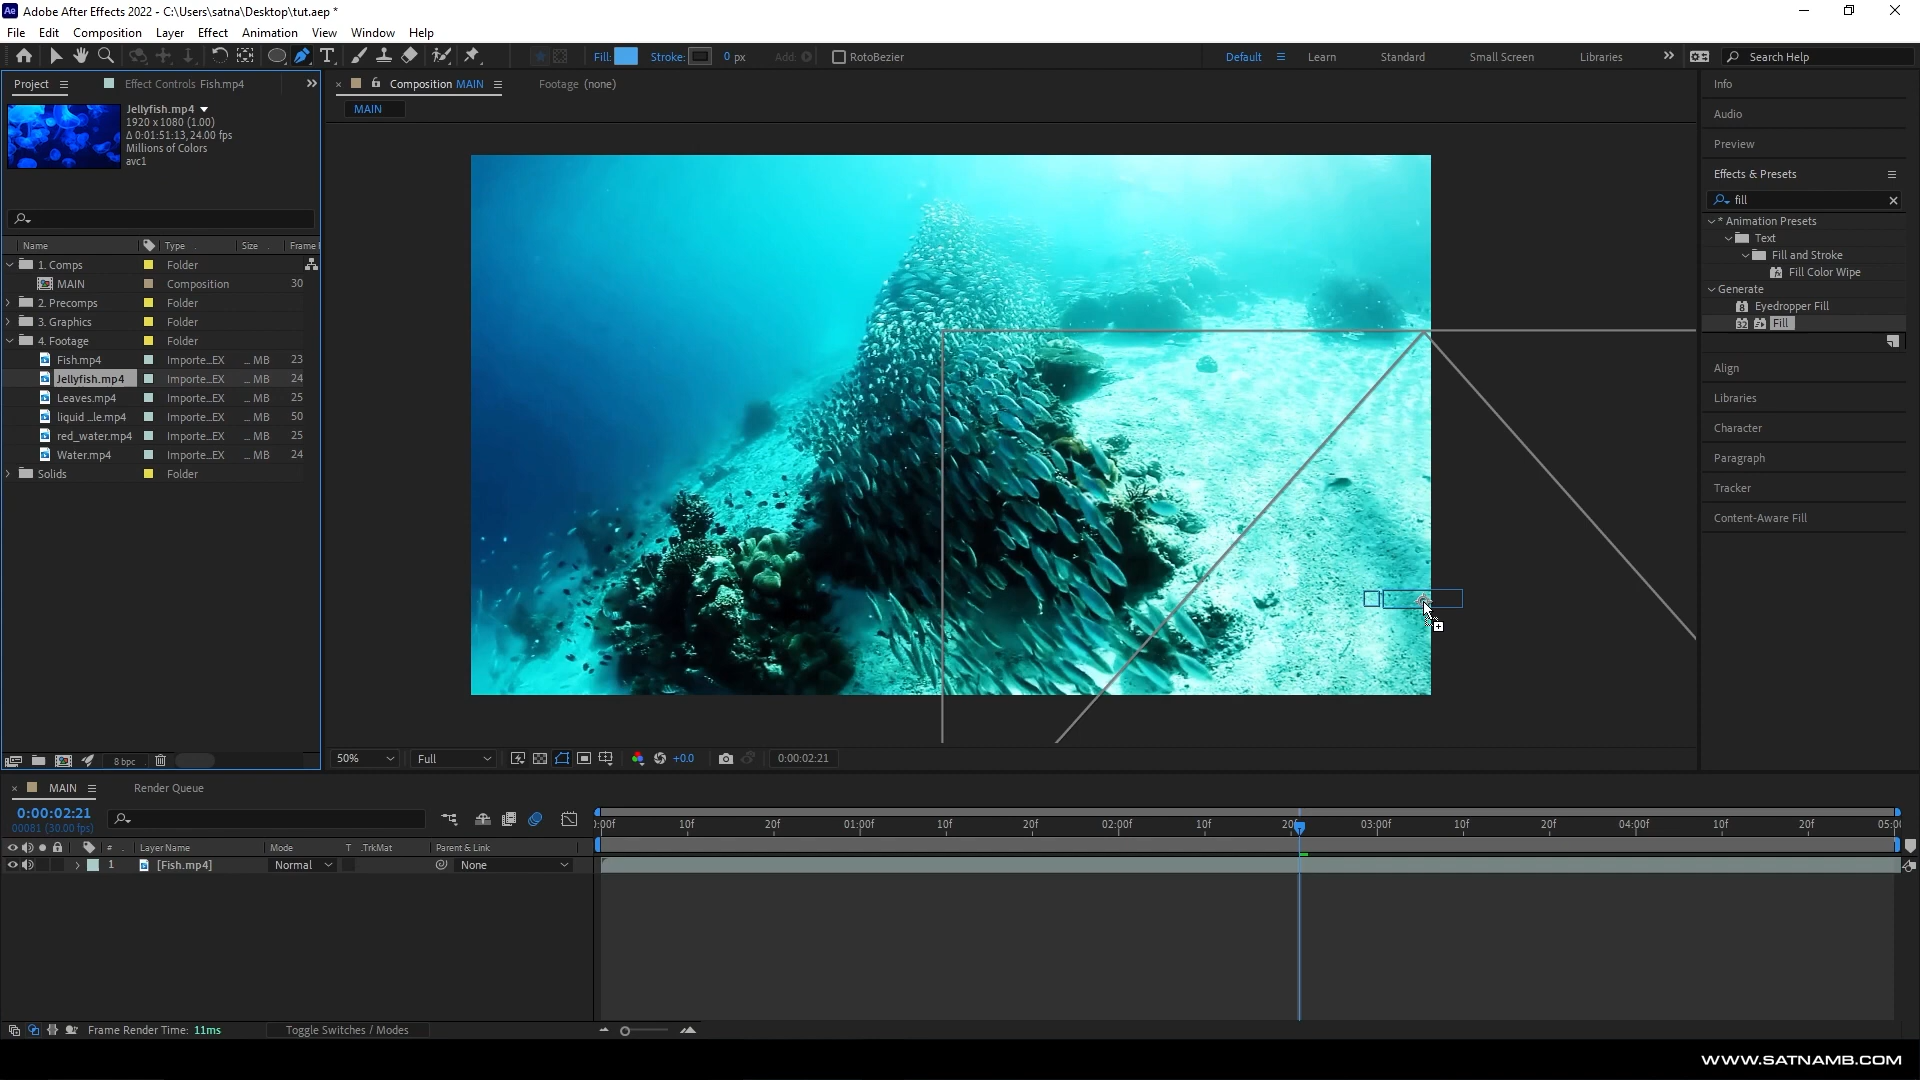 Ae Adobe After Effects 2022 - C:\Users\satna\Desktop\tut.aep *
File Edit Composition Layer Effect Animation View Window Help
Fill: Stroke: 0 px Add: RotoBezier Default Learn Standard Small Screen Libraries Search Help
Project Effect Controls Fish.mp4
Composition MAIN Footage (none)
MAIN
Jellyfish.mp4
1920 x 1080 (1.00)
Δ 0:01:51:13, 24.00 fps
Millions of Colors
avc1
Name Type Size Frame
1. Comps Folder
MAIN Composition 30
2. Precomps Folder
3. Graphics Folder
4. Footage Folder
Fish.mp4 Importe...EX ... MB 23
Jellyfish.mp4 Importe...EX ... MB 24
Leaves.mp4 Importe...EX ... MB 25
liquid ...le.mp4 Importe...EX ... MB 50
red_water.mp4 Importe...EX ... MB 25
Water.mp4 Importe...EX ... MB 24
Solids Folder
8 bpc
50% Full +0.0 0:00:02:21
Info
Audio
Preview
Effects & Presets
fill
* Animation Presets
Text
Fill and Stroke
Fill Color Wipe
Generate
Eyedropper Fill
32 Fill
Align
Libraries
Character
Paragraph
Tracker
Content-Aware Fill
MAIN Render Queue
0:00:02:21
00081 (30.00 fps)
:00f 10f 20f 01:00f 10f 20f 02:00f 10f 20 03:00f 10f 20f 04:00f 10f 20f 05:0
# Layer Name Mode T .TrkMat Parent & Link
1 [Fish.mp4] Normal None
Frame Render Time: 11ms Toggle Switches / Modes
WWW.SATNAMB.COM